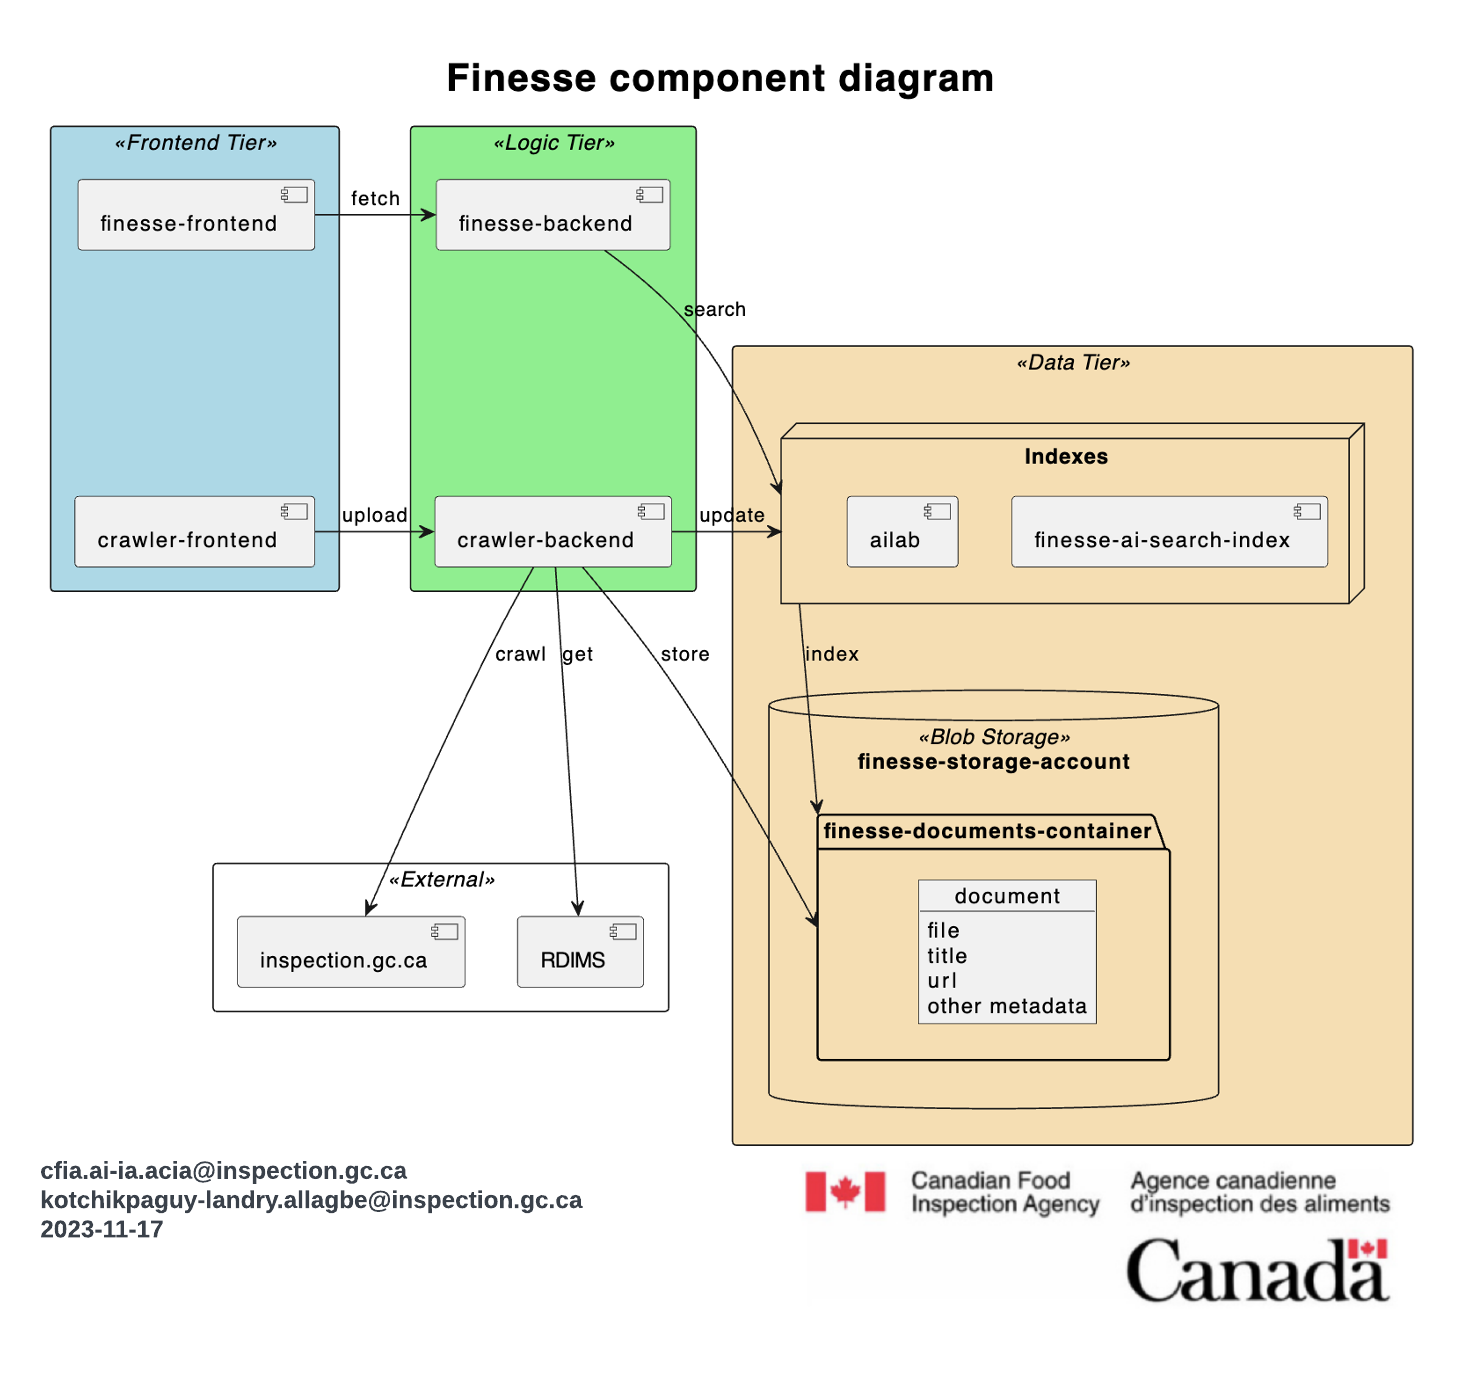 Finesse component diagram
«Frontend Tier»
finesse-frontend
crawler-frontend
fetch
upload
«Logic Tier»
finesse-backend
crawler-backend
search
update
crawl
get
store
«Data Tier»
Indexes
ailab
finesse-ai-search-index
index
«Blob Storage»
finesse-storage-account
finesse-documents-container
document
file
title
url
other metadata
«External»
inspection.gc.ca
RDIMS
cfia.ai-ia.acia@inspection.gc.ca
kotchikpaguy-landry.allagbe@inspection.gc.ca
2023-11-17
Canadian Food
Inspection Agency
Agence canadienne
d'inspection des aliments
Canada